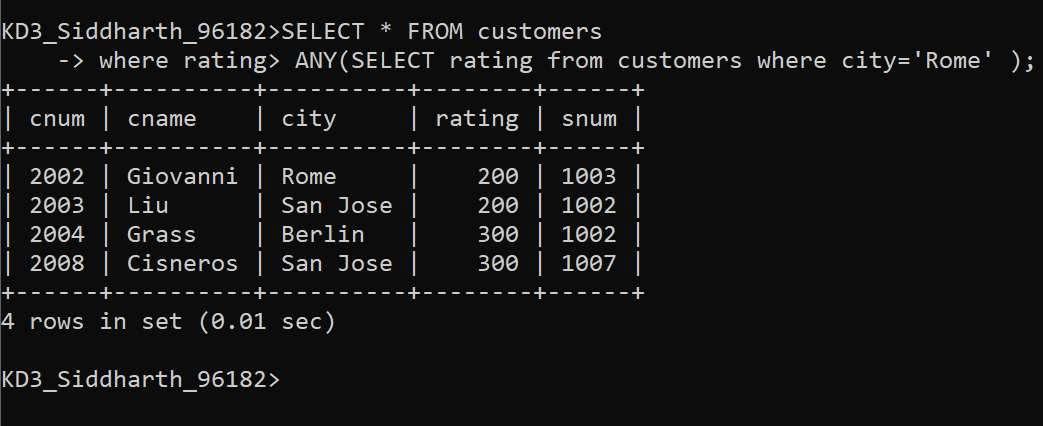 KD3_Siddharth_96182>SELECT * FROM customers
    -> where rating> ANY(SELECT rating from customers where city='Rome' );
+------+----------+----------+--------+------+
| cnum | cname    | city     | rating | snum |
+------+----------+----------+--------+------+
| 2002 | Giovanni | Rome     |    200 | 1003 |
| 2003 | Liu      | San Jose |    200 | 1002 |
| 2004 | Grass    | Berlin   |    300 | 1002 |
| 2008 | Cisneros | San Jose |    300 | 1007 |
+------+----------+----------+--------+------+
4 rows in set (0.01 sec)

KD3_Siddharth_96182>